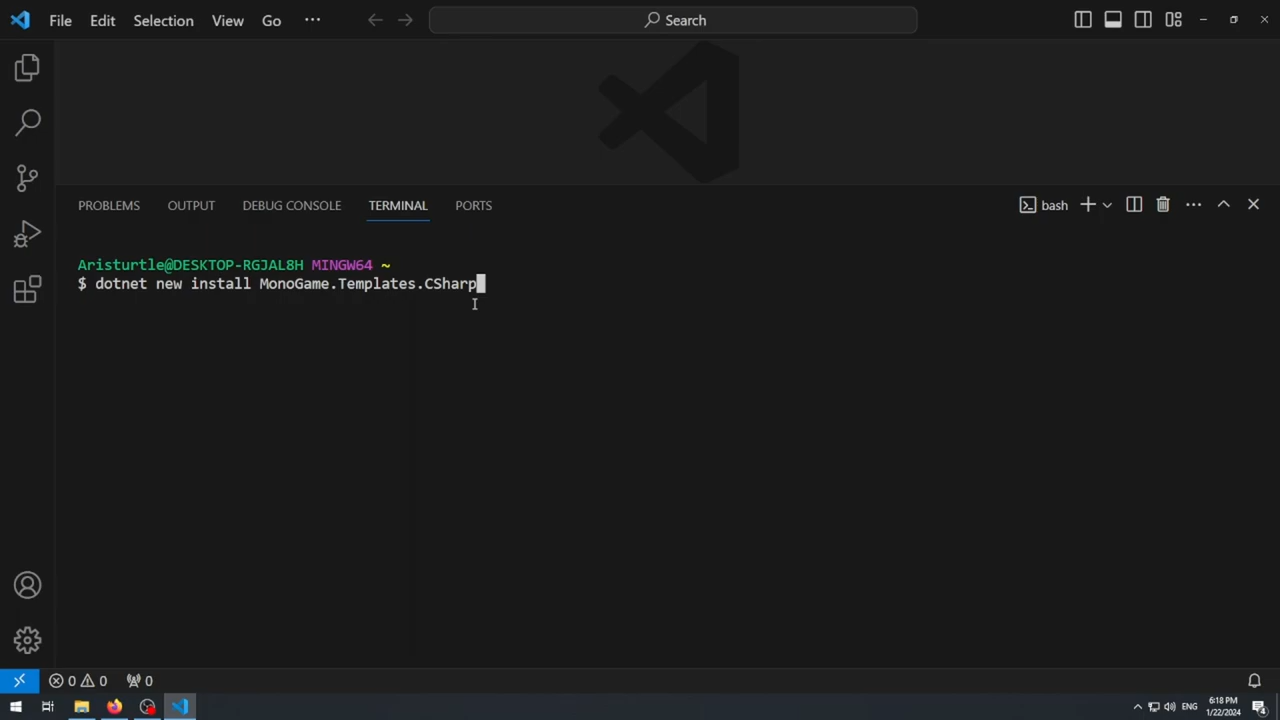 File Edit Selection View Go ··· Search
PROBLEMS OUTPUT DEBUG CONSOLE TERMINAL PORTS bash
Aristurtle@DESKTOP-RGJAL8H MINGW64 ~
$ dotnet new install MonoGame.Templates.CSharp
0 0 0
ENG 6:18 PM
1/22/2024 4